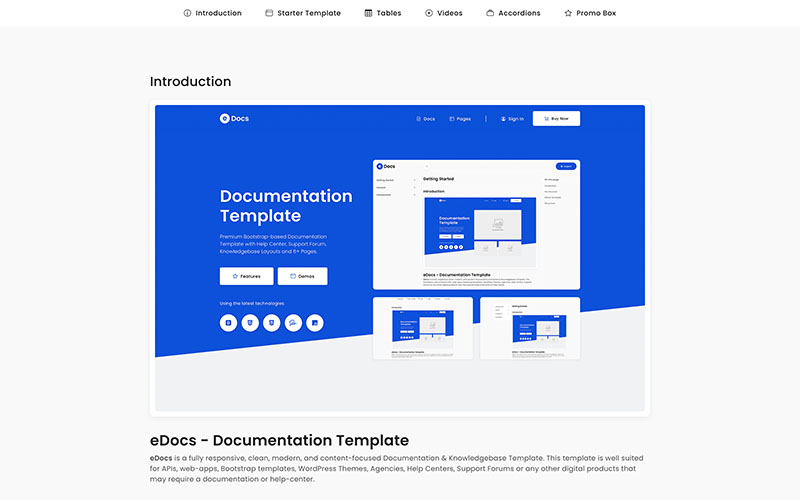 Introduction
Starter Template
Tables
Videos
Accordions
Promo Box
Introduction
Docs
Docs
Pages
Sign In
Buy Now
Documentation
Template
Premium Bootstrap-based Documentation
Template with Help Center, Support Forum,
Knowledgebase Layouts and 6+ Pages.
Features
Demos
Using the latest technologies
Docs
Getting Started
Introduction
Documentation
Template
eDocs - Documentation Template
eDocs - Documentation Template
eDocs is a fully responsive, clean, modern, and content-focused Documentation & Knowledgebase Template. This template is well suited
for APIs, web-apps, Bootstrap templates, WordPress Themes, Agencies, Help Centers, Support Forums or any other digital products that
may require a documentation or help-center.